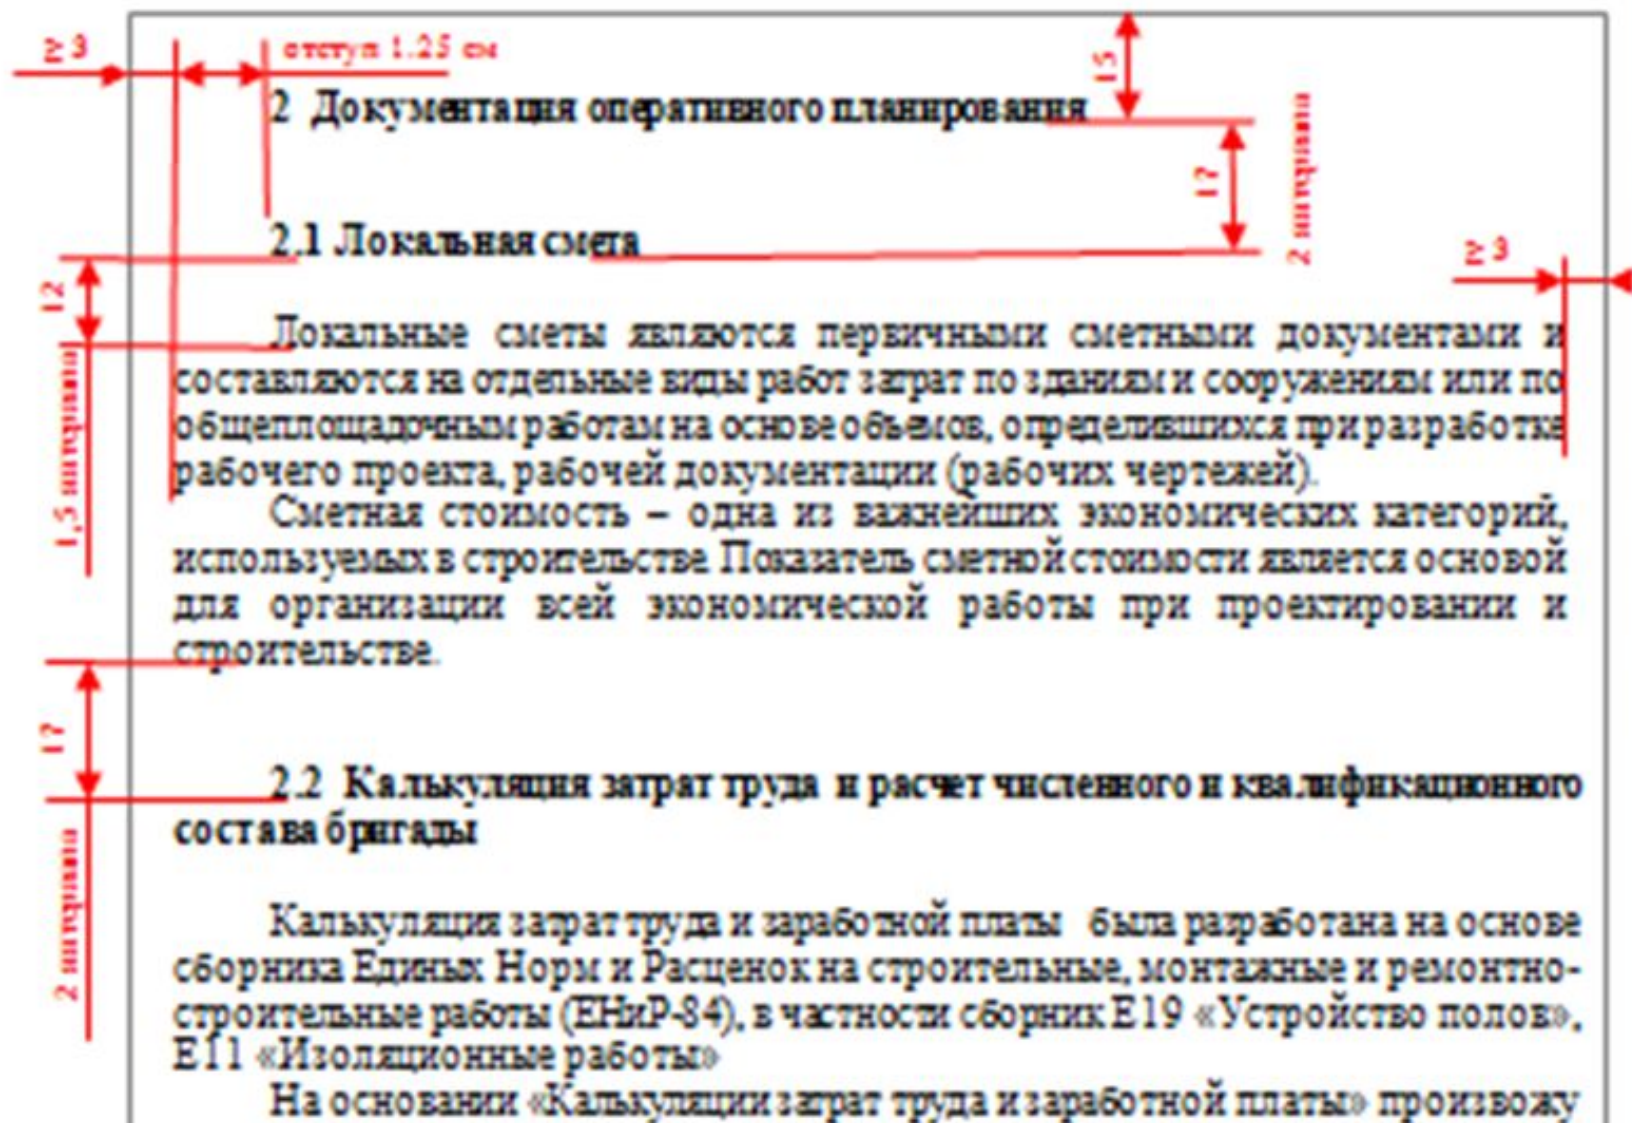 ≥ 3
отступ 1.25 см
15
2 Документация оперативного планирования
17
2 интервала
2.1 Локальная смета
≥ 3
12
1,5 интервала
Локальные сметы являются первичными сметными документами и
составляются на отдельные виды работ затрат по зданиям и сооружениям или по
общеплощадочным работам на основе объемов, определившихся при разработке
рабочего проекта, рабочей документации (рабочих чертежей).
Сметная стоимость – одна из важнейших экономических категорий,
используемых в строительстве. Показатель сметной стоимости является основой
для организации всей экономической работы при проектировании и
строительстве.
17
2 интервала
2.2 Калькуляция затрат труда и расчет численного и квалификационного
состава бригады
Калькуляция затрат труда и заработной платы была разработана на основе
сборника Единых Норм и Расценок на строительные, монтажные и ремонтно-
строительные работы (ЕНиР-84), в частности сборник Е19 «Устройство полов»,
Е11 «Изоляционные работы»
На основании «Калькуляции затрат труда и заработной платы» произвожу